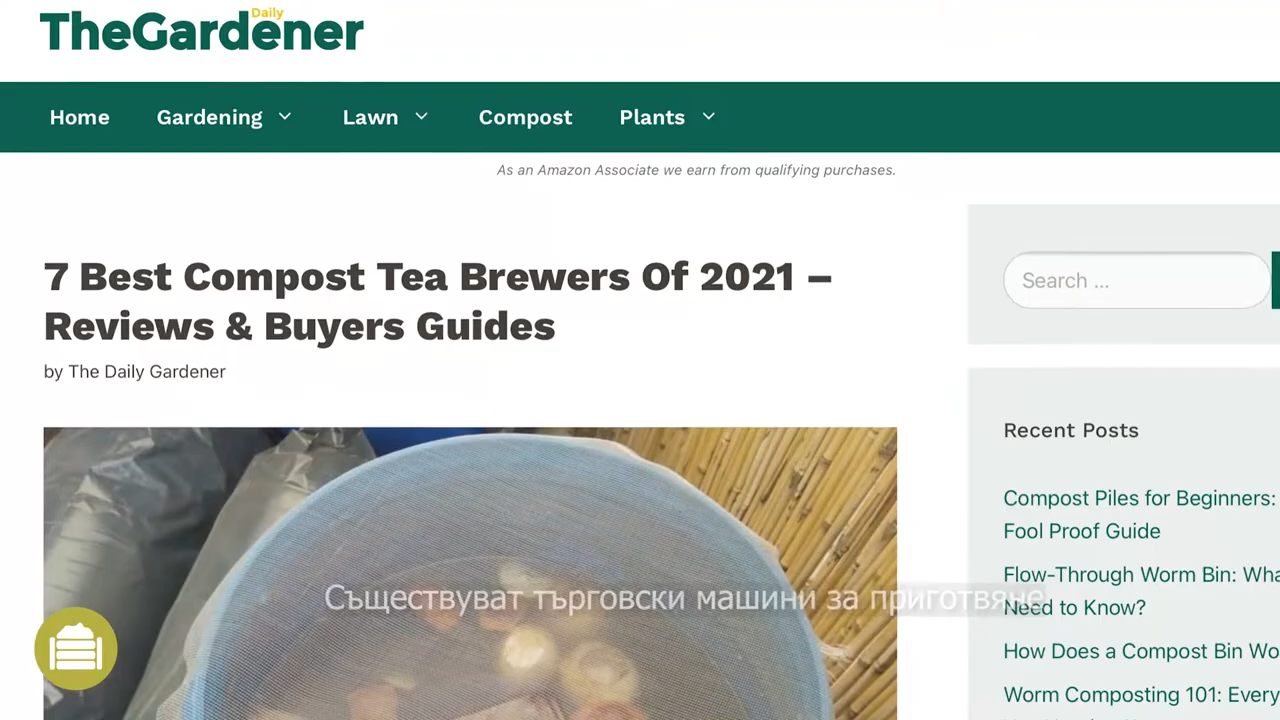 Daily
TheGardener
Home Gardening Lawn Compost Plants
As an Amazon Associate we earn from qualifying purchases.
7 Best Compost Tea Brewers Of 2021 –
Reviews & Buyers Guides
by The Daily Gardener
Search ...
Recent Posts
Compost Piles for Beginners:
Fool Proof Guide
Flow-Through Worm Bin:
Need to Know?
How Does a Compost Bin
Worm Composting 101:
Съществуват търговски машини за приготвяне